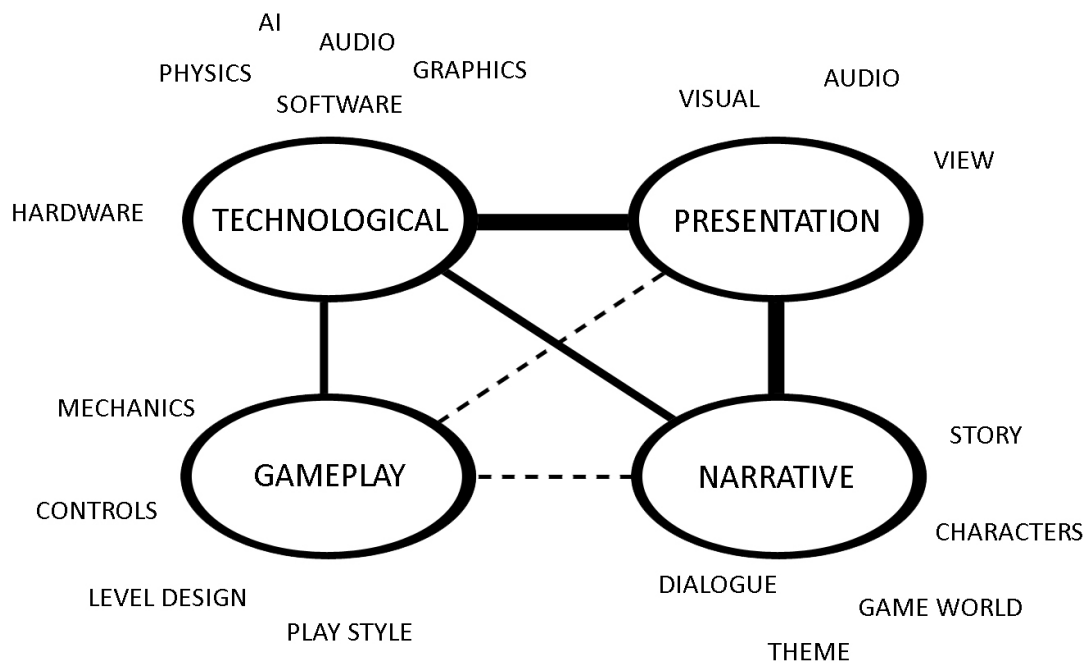 AI
AUDIO
PHYSICS
GRAPHICS
SOFTWARE
HARDWARE
TECHNOLOGICAL
VISUAL
AUDIO
VIEW
PRESENTATION
MECHANICS
CONTROLS
GAMEPLAY
LEVEL DESIGN
PLAY STYLE
NARRATIVE
STORY
CHARACTERS
DIALOGUE
GAME WORLD
THEME